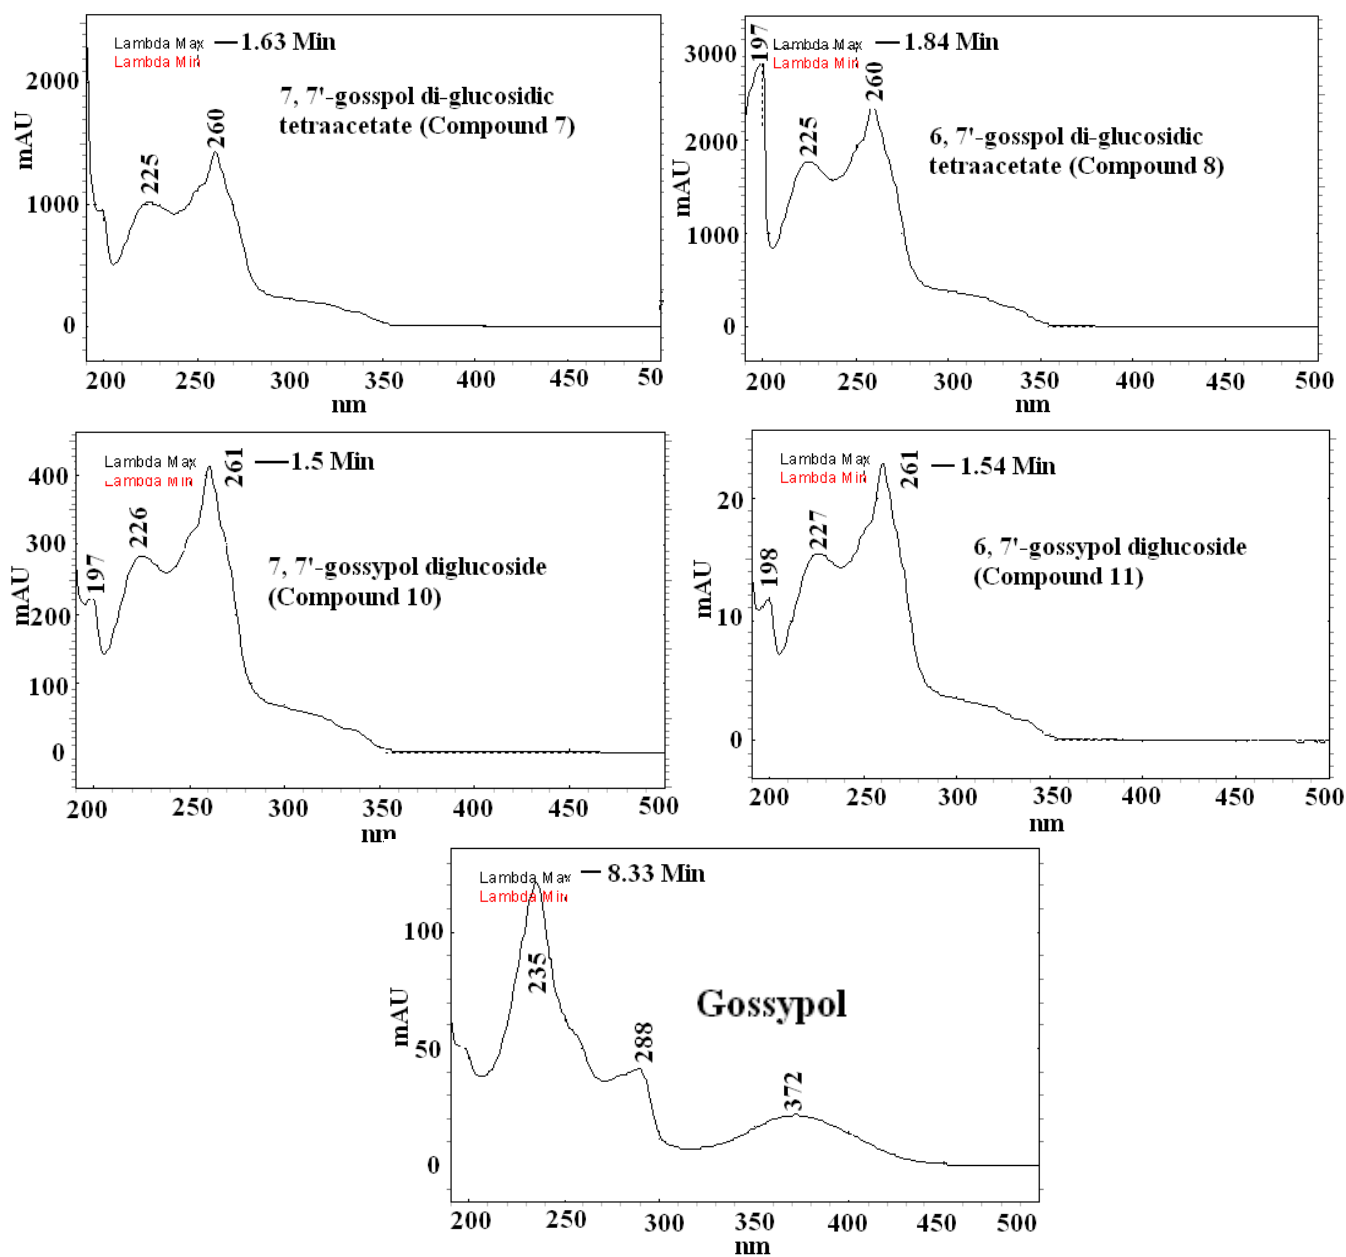 Lambda Max — 1.63 Min
Lambda Min
7, 7'-gosspol di-glucosidic
tetraacetate (Compound 7)
225
260
2000
1000
0
mAU
200 250 300 350 400 450 50
nm
Lambda Max — 1.84 Min
Lambda Min
197
225
260
6, 7'-gosspol di-glucosidic
tetraacetate (Compound 8)
3000
2000
1000
0
mAU
200 250 300 350 400 450 500
nm
Lambda Max
Lambda Min
261 — 1.5 Min
197
226
7, 7'-gossypol diglucoside
(Compound 10)
400
300
200
100
0
mAU
200 250 300 350 400 450 500
nm
Lambda Max
Lambda Min
261 — 1.54 Min
198
227
6, 7'-gossypol diglucoside
(Compound 11)
20
10
0
mAU
200 250 300 350 400 450 500
nm
Lambda Max — 8.33 Min
Lambda Min
235
288
372
Gossypol
100
50
0
mAU
200 250 300 350 400 450 500
nm